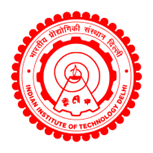 भारतीय प्रौद्योगिकी संस्थान दिल्ली
INDIAN INSTITUTE OF TECHNOLOGY DELHI